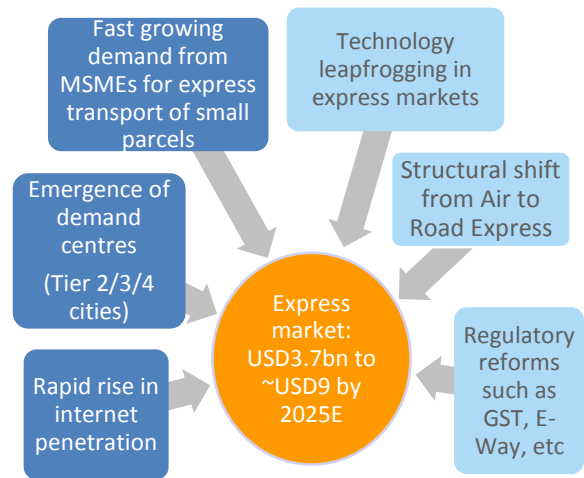 Fast growing
demand from
MSMEs for express
transport of small
parcels
Technology
leapfrogging in
express markets
Emergence of
demand
centres
(Tier 2/3/4
cities)
Structural shift
from Air to
Road Express
Express
market:
USD3.7bn to
~USD9 by
2025E
Rapid rise in
internet
penetration
Regulatory
reforms
such as
GST, E-
Way, etc